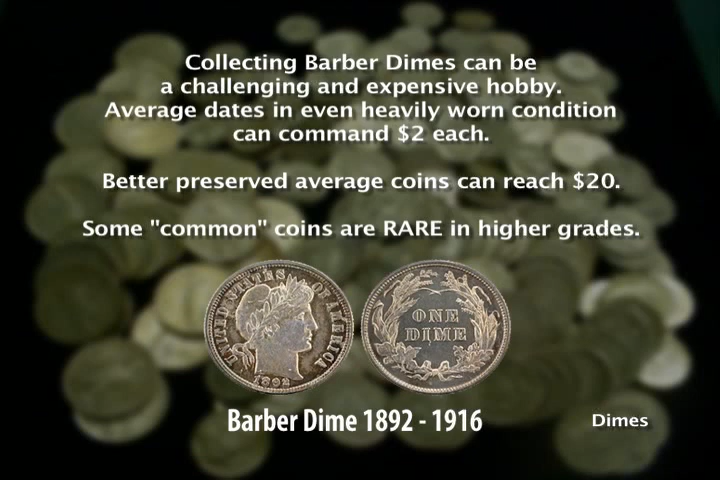 Collecting Barber Dimes can be
a challenging and expensive hobby.
Average dates in even heavily worn condition
can command $2 each.
Better preserved average coins can reach $20.
Some "common" coins are RARE in higher grades.
UNITED STATES OF AMERICA
1892
ONE
DIME
Barber Dime 1892 - 1916
Dimes